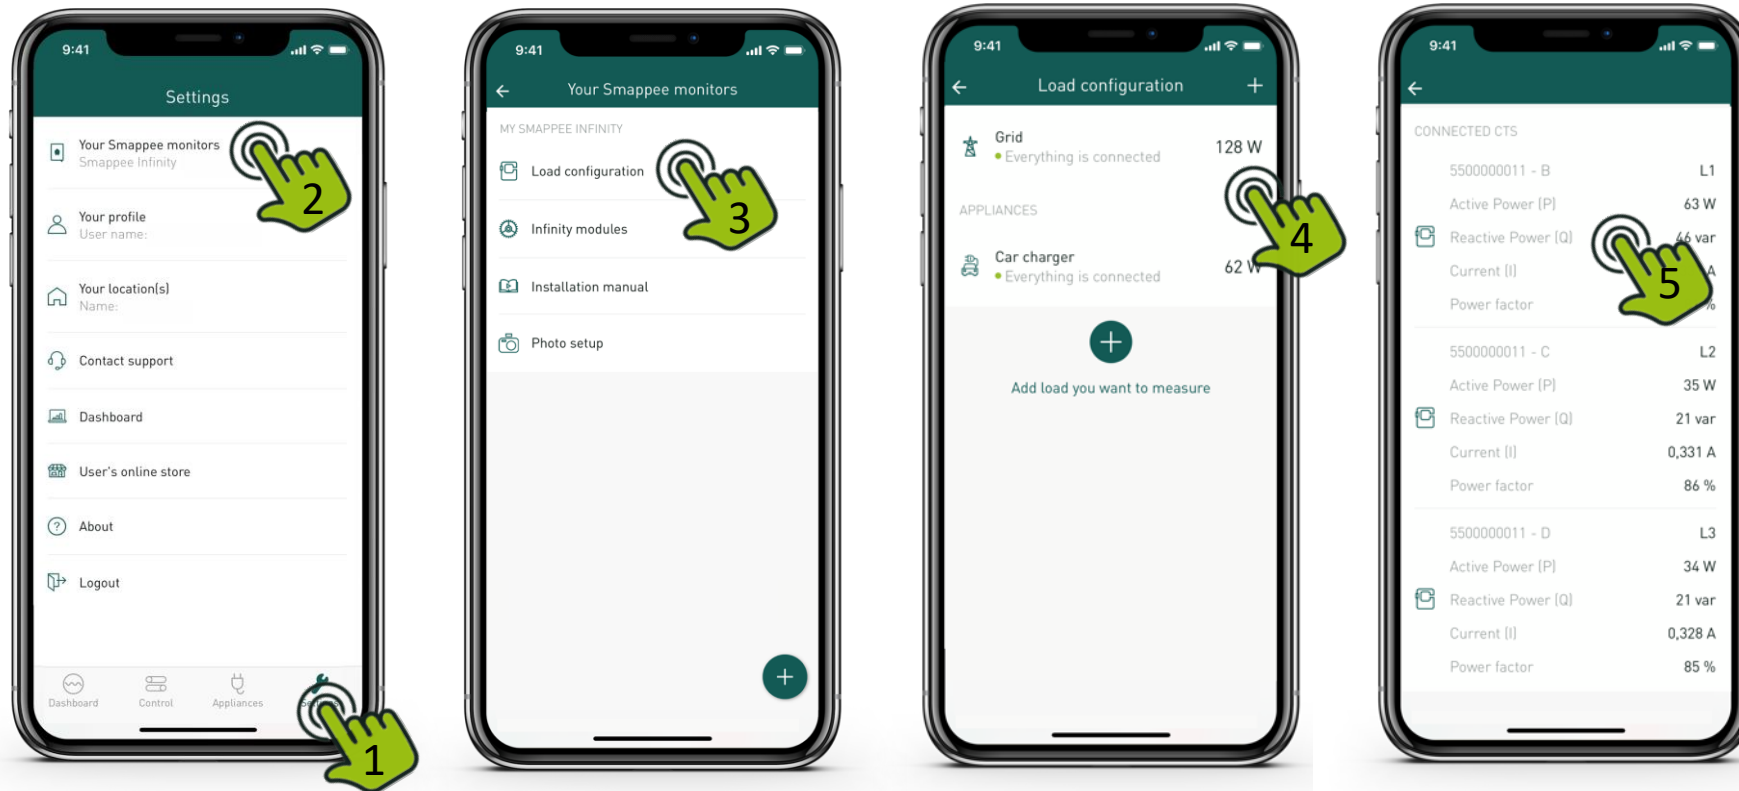 9:41
Settings
Your Smappee monitors
Smappee Infinity
2
Your profile
User name:
Your location(s)
Name:
Contact support
Dashboard
User's online store
About
Logout
Dashboard
Control
Appliances
1
9:41
Your Smappee monitors
MY SMAPPEE INFINITY
Load configuration
3
Infinity modules
Installation manual
Photo setup
9:41
Load configuration
Grid
Everything is connected
128 W
4
APPLIANCES
Car charger
Everything is connected
62 W
Add load you want to measure
9:41
CONNECTED CTS
5500000011 - B L1
Active Power (P) 63 W
Reactive Power (Q) 46 var
Current (I) A
5
Power factor %
5500000011 - C L2
Active Power (P) 35 W
Reactive Power (Q) 21 var
Current (I) 0,331 A
Power factor 86 %
5500000011 - D L3
Active Power (P) 34 W
Reactive Power (Q) 21 var
Current (I) 0,328 A
Power factor 85 %